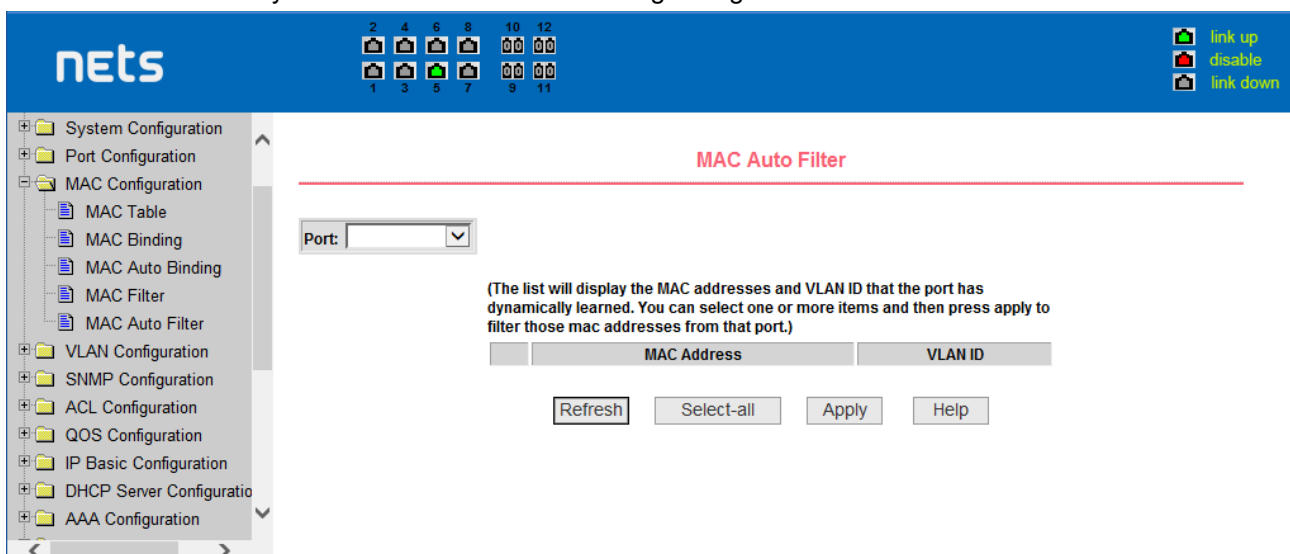 nets
2 4 6 8 10 12
1 3 5 7 9 11
link up
disable
link down
System Configuration
Port Configuration
MAC Configuration
MAC Table
MAC Binding
MAC Auto Binding
MAC Filter
MAC Auto Filter
VLAN Configuration
SNMP Configuration
ACL Configuration
QOS Configuration
IP Basic Configuration
DHCP Server Configuratio
AAA Configuration
MAC Auto Filter
Port:
(The list will display the MAC addresses and VLAN ID that the port has
dynamically learned. You can select one or more items and then press apply to
filter those mac addresses from that port.)
MAC Address VLAN ID
Refresh Select-all Apply Help